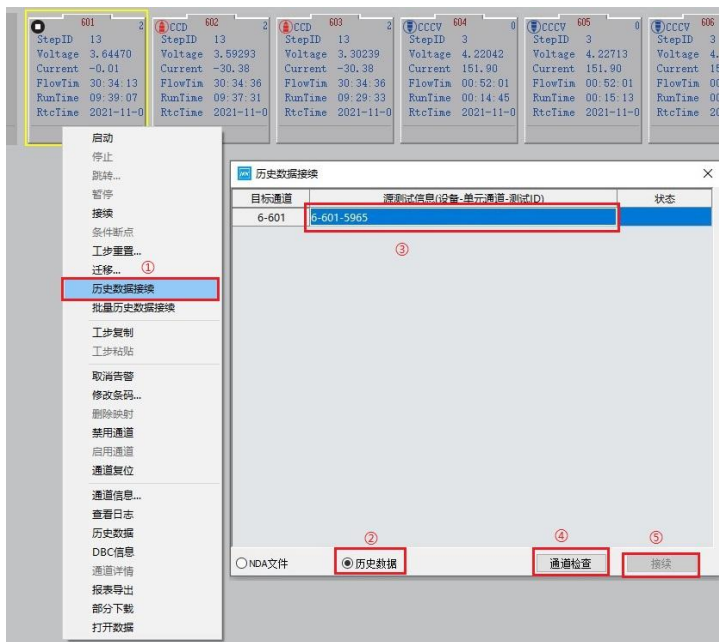 601 2
StepID 13
Voltage 3.64470
Current -0.01
FlowTim 30:34:13
RunTime 09:39:07
RtcTime 2021-11-0
CCD 602 2
StepID 13
Voltage 3.59293
Current -30.38
FlowTim 30:34:36
RunTime 09:37:31
RtcTime 2021-11-0
CCD 603 2
StepID 13
Voltage 3.30239
Current -30.38
FlowTim 30:34:36
RunTime 09:29:33
RtcTime 2021-11-0
CCCV 604 0
StepID 3
Voltage 4.22042
Current 151.90
FlowTim 00:52:01
RunTime 00:14:45
RtcTime 2021-11-0
CCCV 605 0
StepID 3
Voltage 4.22713
Current 151.90
FlowTim 00:52:01
RunTime 00:15:13
RtcTime 2021-11-0
CCCV 606
StepID 3
Voltage 4.
Current 15
FlowTim 00
RunTime 00
RtcTime 20
启动
停止
跳转...
暂停
接续
条件断点
工步重置...
迁移... ①
历史数据接续
批量历史数据接续
工步复制
工步粘贴
取消告警
修改条码...
删除映射
禁用通道
启用通道
通道复位
通道信息...
查看日志
历史数据
DBC信息
通道详情
报表导出
部分下载
打开数据
历史数据接续 ×
目标通道 源测试信息(设备-单元通道-测试ID) 状态
6-601 6-601-5965
③
② ④ ⑤
NDA文件 历史数据 通道检查 接续